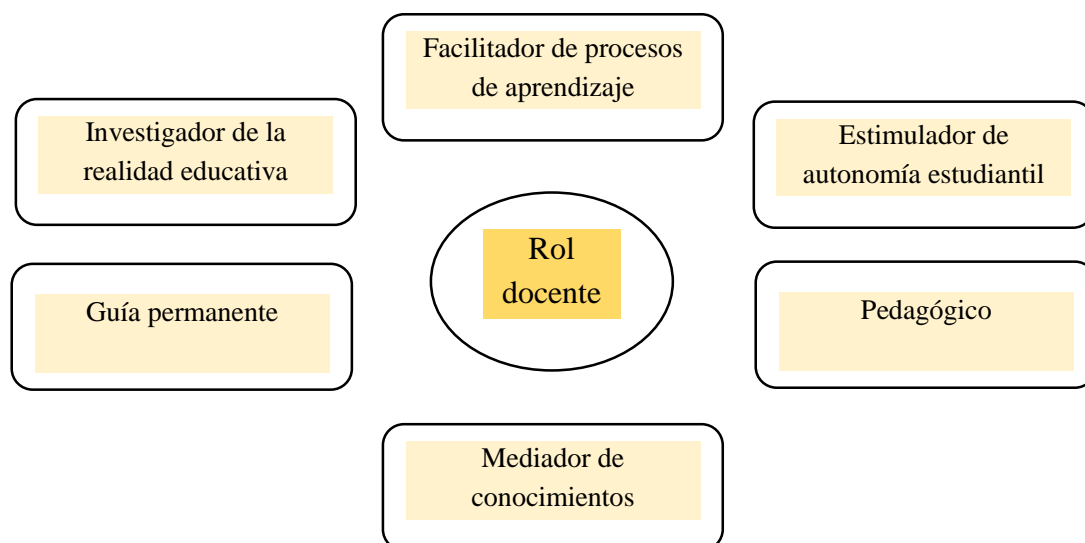 Facilitador de procesos
de aprendizaje
Investigador de la
realidad educativa
Estimulador de
autonomía estudiantil
Rol
docente
Guía permanente
Pedagógico
Mediador de
conocimientos